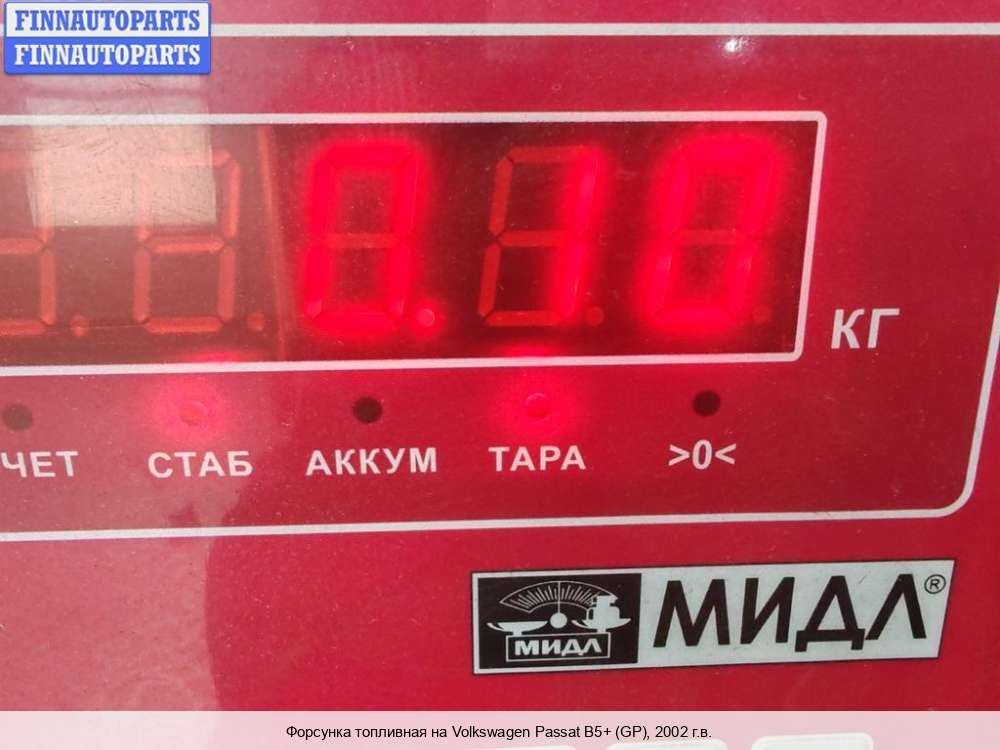 FINNAUTOPARTS
FINNAUTOPARTS
0.10
КГ
ЧЕТ СТАБ АККУМ ТАРА >0<
МИДЛ МИДЛ®
Форсунка топливная на Volkswagen Passat B5+ (GP), 2002 г.в.